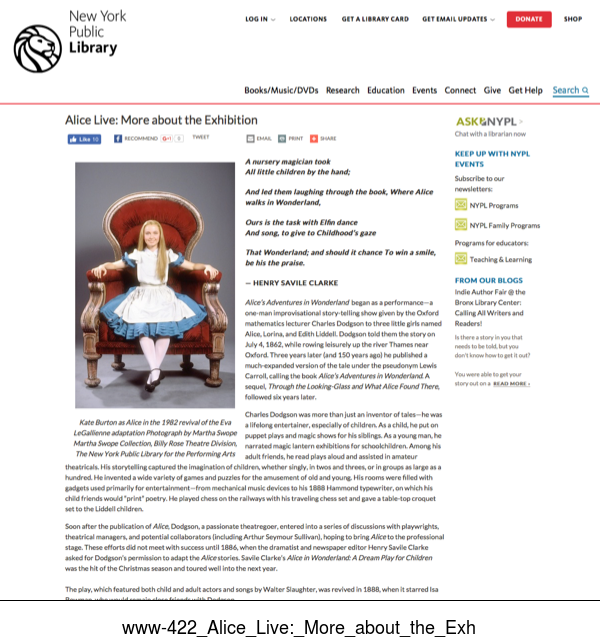 New York
Public
Library
LOG IN
LOCATIONS
GET A LIBRARY CARD
GET EMAIL UPDATES
DONATE
SHOP
Books/Music/DVDs Research Education Events Connect Give Get Help Search
Alice Live: More about the Exhibition
Like 10
RECOMMEND
TWEET
EMAIL
PRINT
SHARE
A nursery magician took
All little children by the hand;
And led them laughing through the book, Where Alice
walks in Wonderland,
Ours is the task with Elfin dance
And song, to give to Childhood's gaze
That Wonderland; and should it chance To win a smile,
be his the praise.
— HENRY SAVILE CLARKE
Alice's Adventures in Wonderland began as a performance—a
one-man improvisational story-telling show given by the Oxford
mathematics lecturer Charles Dodgson to three little girls named
Alice, Lorina, and Edith Liddell. Dodgson told them the story on
July 4, 1862, while rowing leisurely up the river Thames near
Oxford. Three years later (and 150 years ago) he published a
much-expanded version of the tale under the pseudonym Lewis
Carroll, calling the book Alice's Adventures in Wonderland. A
sequel, Through the Looking-Glass and What Alice Found There,
followed six years later.
Kate Burton as Alice in the 1982 revival of the Eva
LeGallienne adaptation Photograph by Martha Swope
Martha Swope Collection, Billy Rose Theatre Division,
The New York Public Library for the Performing Arts
Charles Dodgson was more than just an inventor of tales—he was
a lifelong entertainer, especially of children. As a child, he put on
puppet plays and magic shows for his siblings. As a young man, he
narrated magic lantern exhibitions for schoolchildren. Among his
adult friends, he read plays aloud and assisted in amateur
theatricals. His storytelling captured the imagination of children, whether singly, in twos and threes, or in groups as large as a
hundred. He invented a wide variety of games and puzzles for the amusement of old and young. His rooms were filled with
gadgets used primarily for entertainment—from mechanical music devices to his 1888 Hammond typewriter, on which his
child friends would "print" poetry. He played chess on the railways with his traveling chess set and gave a table-top croquet
set to the Liddell children.
Soon after the publication of Alice, Dodgson, a passionate theatregoer, entered into a series of discussions with playwrights,
theatrical managers, and potential collaborators (including Arthur Seymour Sullivan), hoping to bring Alice to the professional
stage. These efforts did not meet with success until 1886, when the dramatist and newspaper editor Henry Savile Clarke
asked for Dodgson's permission to adapt the Alice stories. Savile Clarke's Alice in Wonderland: A Dream Play for Children
was the hit of the Christmas season and toured well into the next year.
The play, which featured both child and adult actors and songs by Walter Slaughter, was revived in 1888, when it starred Isa
ASK NYPL
Chat with a librarian now
KEEP UP WITH NYPL
EVENTS
Subscribe to our
newsletters:
NYPL Programs
NYPL Family Programs
Programs for educators:
Teaching & Learning
FROM OUR BLOGS
Indie Author Fair @ the
Bronx Library Center:
Calling All Writers and
Readers!
Is there a story in you that
needs to be told, but you
don't know how to get it out?
You were able to get your
story out on a READ MORE ›
www-422_Alice_Live:_More_about_the_Exh